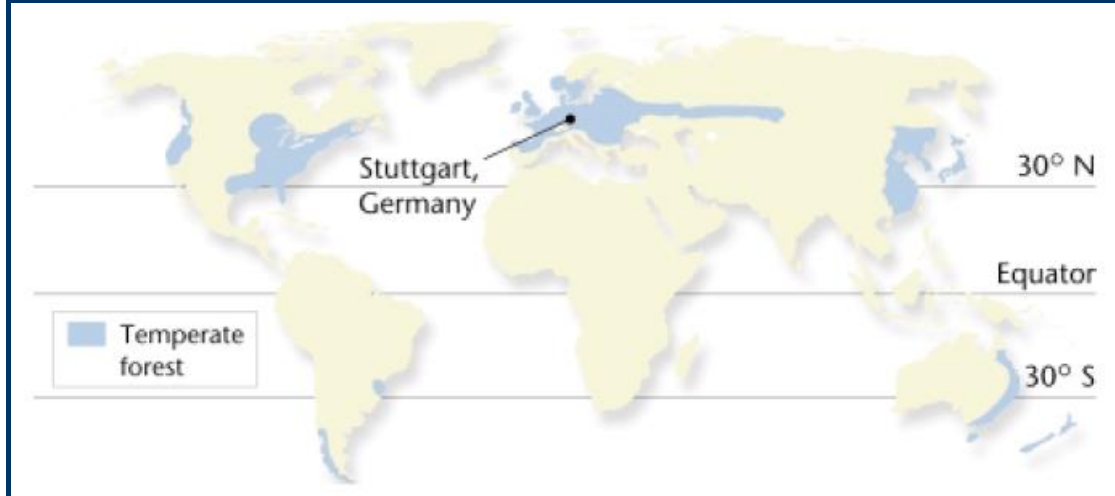 Stuttgart,
Germany
30° N
Equator
Temperate
forest
30° S